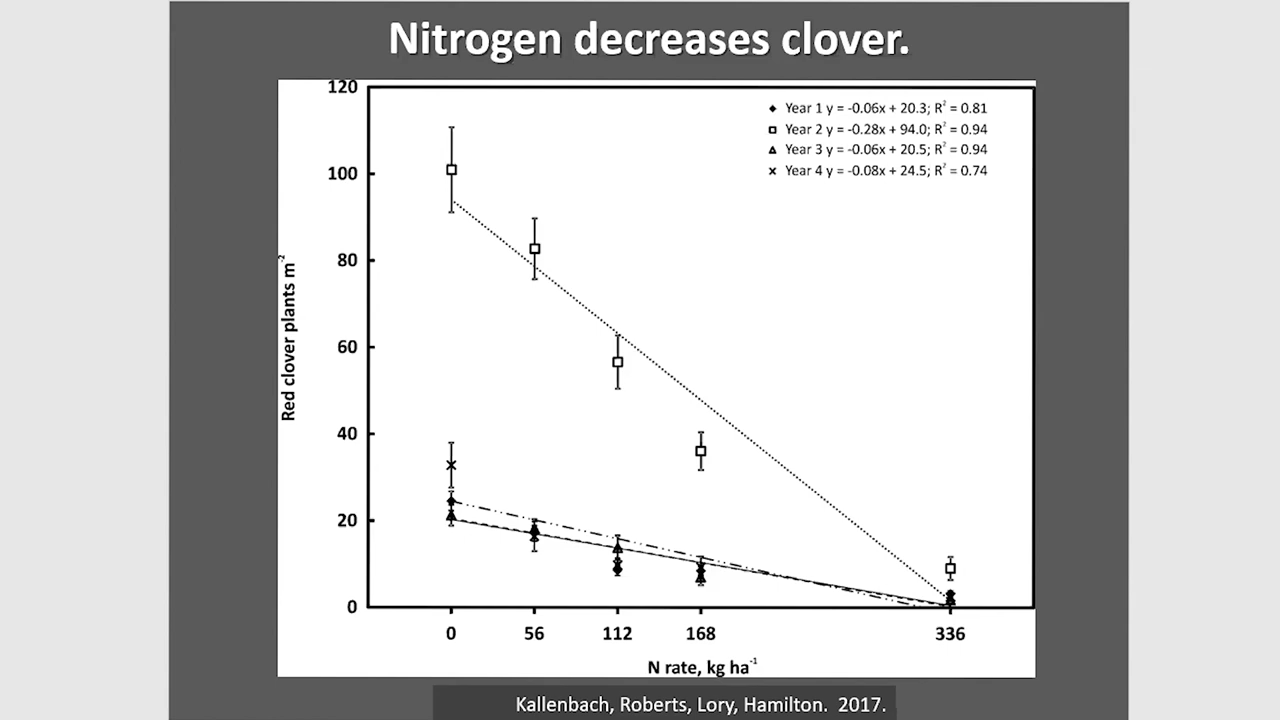 Nitrogen decreases clover.
120
100
80
60
40
20
0
Red clover plants m⁻²
Year 1 y = -0.06x + 20.3; R² = 0.81
Year 2 y = -0.28x + 94.0; R² = 0.94
Year 3 y = -0.06x + 20.5; R² = 0.94
Year 4 y = -0.08x + 24.5; R² = 0.74
0 56 112 168 336
N rate, kg ha⁻¹
Kallenbach, Roberts, Lory, Hamilton. 2017.